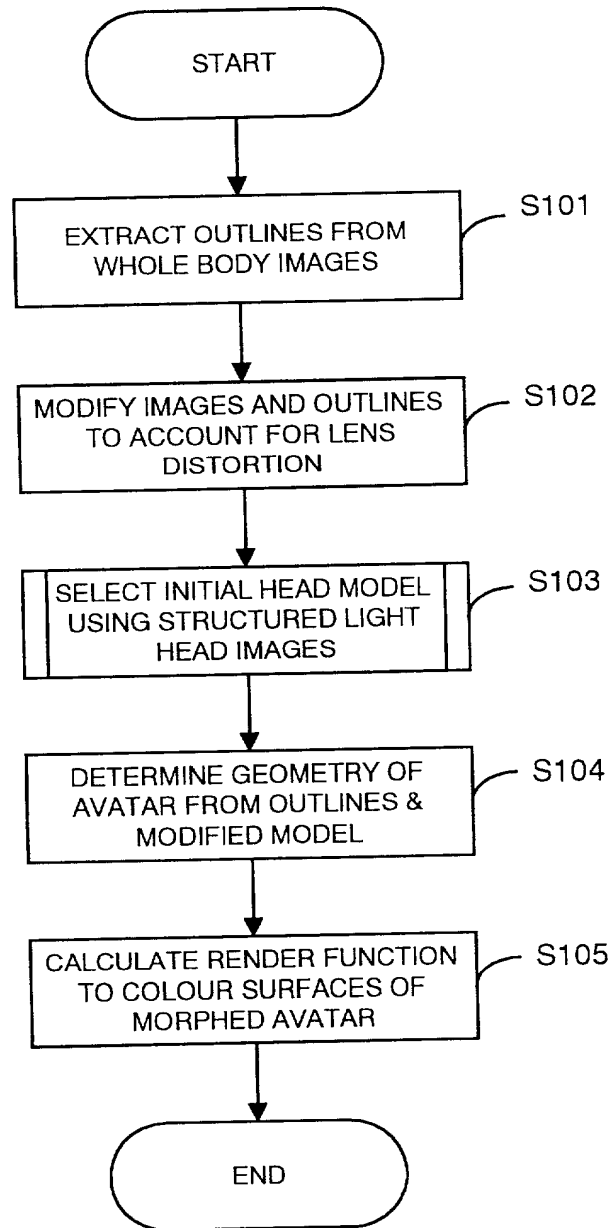 START
EXTRACT OUTLINES FROM
WHOLE BODY IMAGES
S101
MODIFY IMAGES AND OUTLINES
TO ACCOUNT FOR LENS
DISTORTION
S102
SELECT INITIAL HEAD MODEL
USING STRUCTURED LIGHT
HEAD IMAGES
S103
DETERMINE GEOMETRY OF
AVATAR FROM OUTLINES &
MODIFIED MODEL
S104
CALCULATE RENDER FUNCTION
TO COLOUR SURFACES OF
MORPHED AVATAR
S105
END